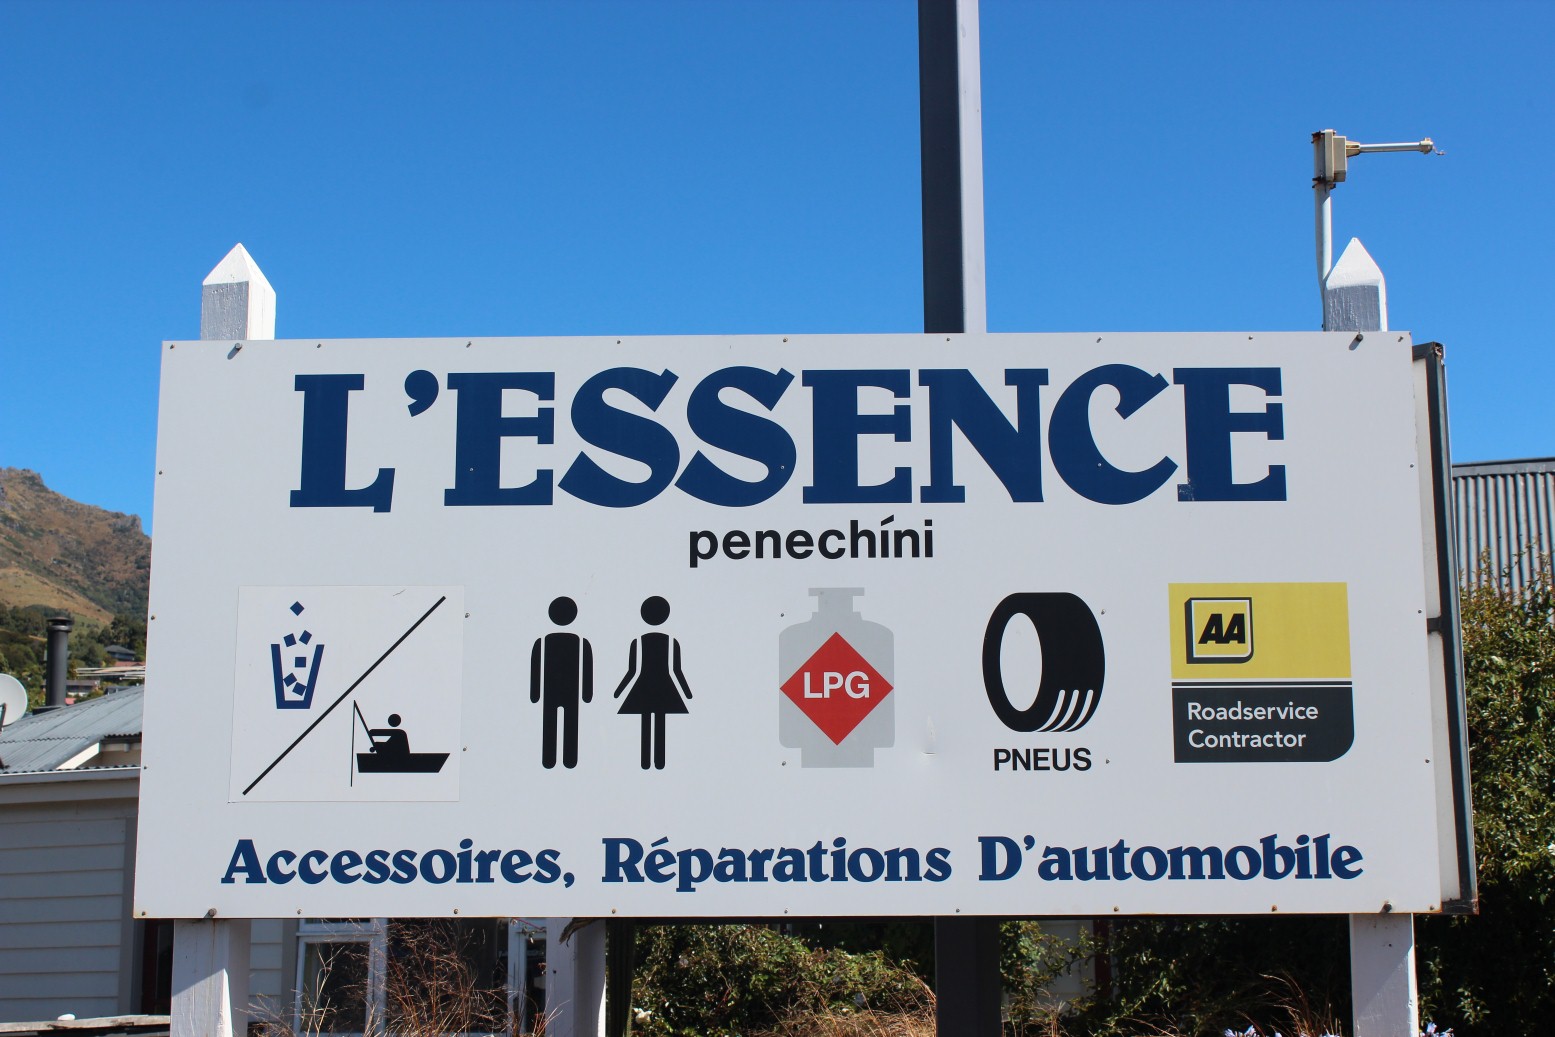 L'ESSENCE
penechíni
LPG
PNEUS
AA
Roadservice
Contractor
Accessoires, Réparations D'automobile